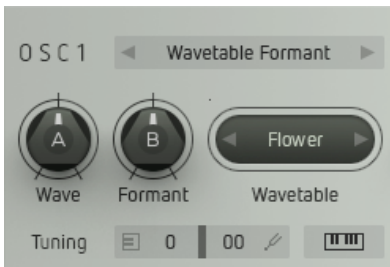 OSC1 Wavetable Formant
A B Flower
Wave Formant Wavetable
Tuning 0 00